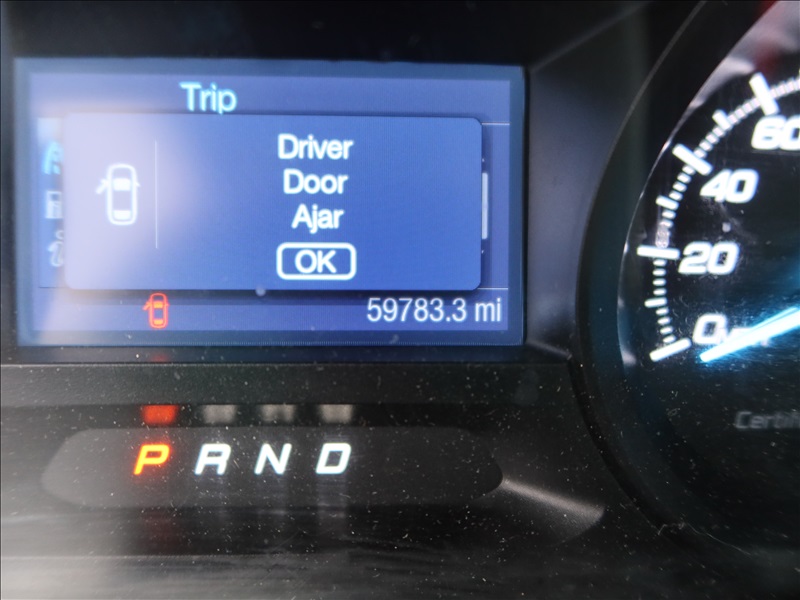 Trip
Driver
Door
Ajar
OK
59783.3 mi
P R N D
60
40
20
0